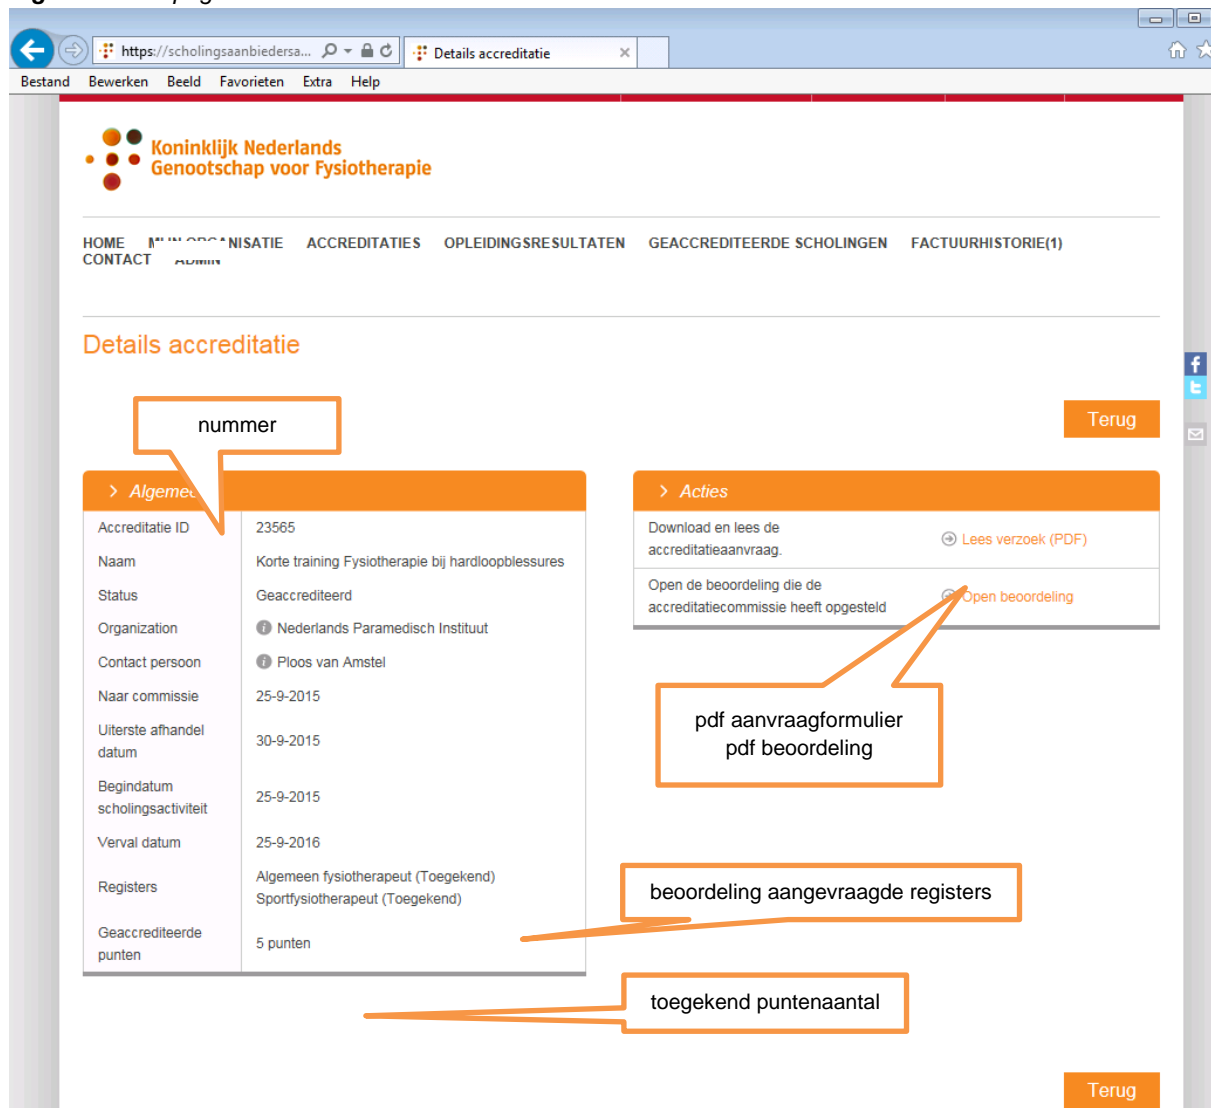 https://scholingsaanbiedersa...
Details accreditatie
Bestand Bewerken Beeld Favorieten Extra Help
Koninklijk Nederlands
Genootschap voor Fysiotherapie
HOME ACCREDITATIES OPLEIDINGSRESULTATEN GEACCREDITEERDE SCHOLINGEN FACTUURHISTORIE(1)
CONTACT
Details accreditatie
nummer
Terug
Accreditatie ID 23565
Naam Korte training Fysiotherapie bij hardloopblessures
Status Geaccrediteerd
Organization Nederlands Paramedisch Instituut
Contact persoon Ploos van Amstel
Naar commissie 25-9-2015
Uiterste afhandel
datum 30-9-2015
Begindatum
scholingsactiviteit 25-9-2015
Verval datum 25-9-2016
Registers Algemeen fysiotherapeut (Toegekend)
Sportfysiotherapeut (Toegekend)
Geaccrediteerde
punten 5 punten
> Acties
Download en lees de
accreditatieaanvraag. Lees verzoek (PDF)
Open de beoordeling die de
accreditatiecommissie heeft opgesteld Open beoordeling
pdf aanvraagformulier
pdf beoordeling
beoordeling aangevraagde registers
toegekend puntenaantal
Terug